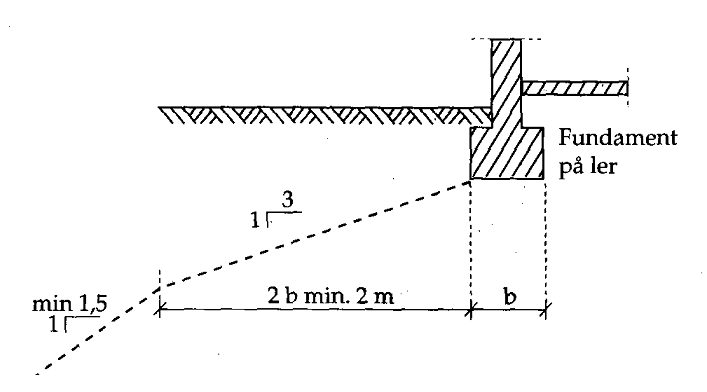 Fundament
på ler
3
1
min 1,5
1
2 b min. 2 m
b